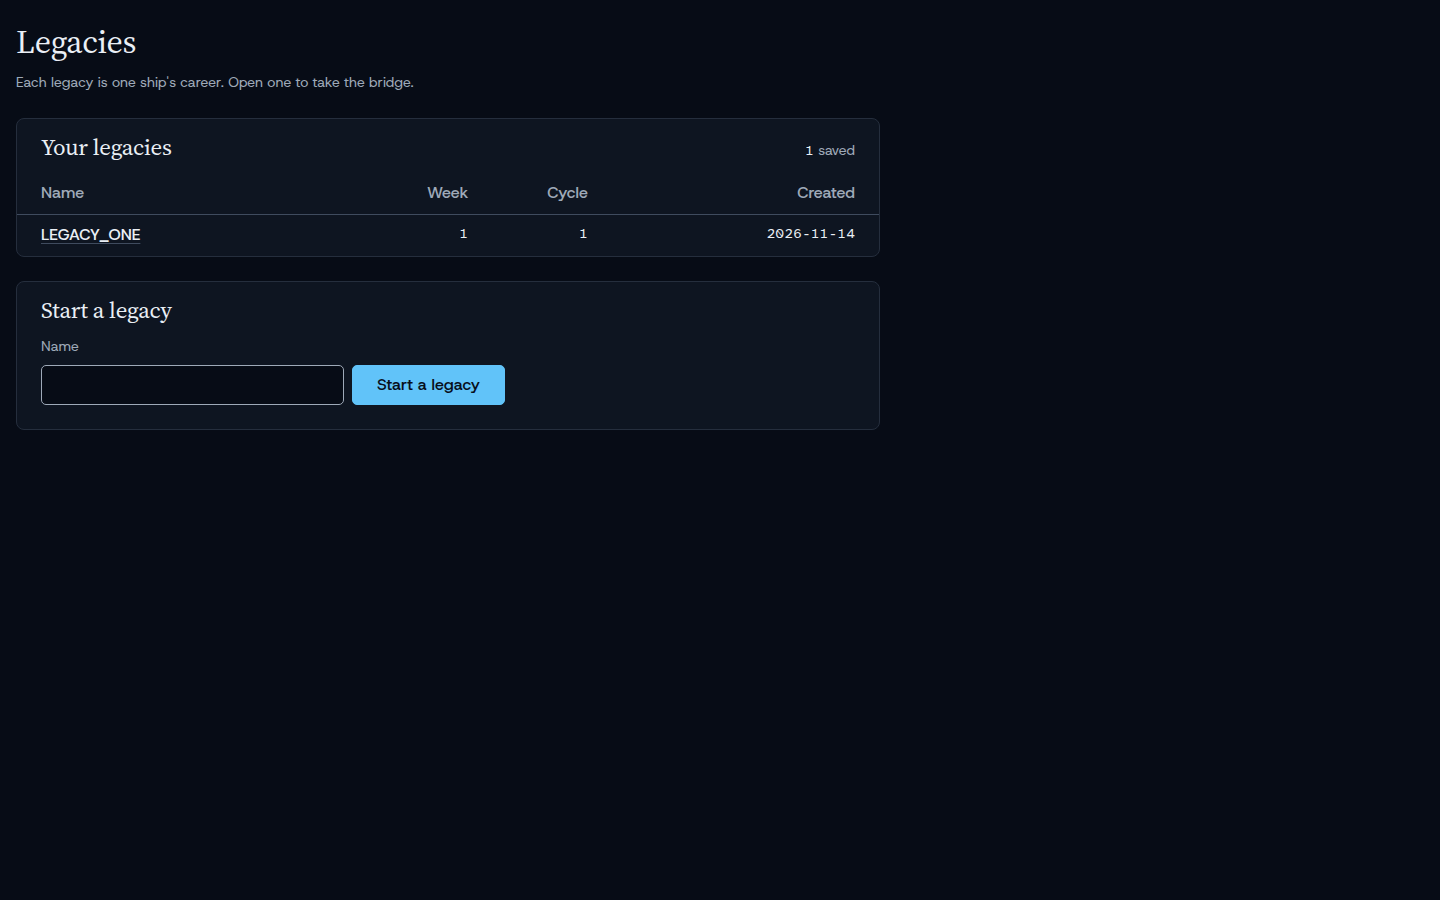 Legacies
Each legacy is one ship's career. Open one to take the bridge.
Your legacies 1 saved
Name Week Cycle Created
LEGACY_ONE 1 1 2026-11-14
Start a legacy
Name
Start a legacy